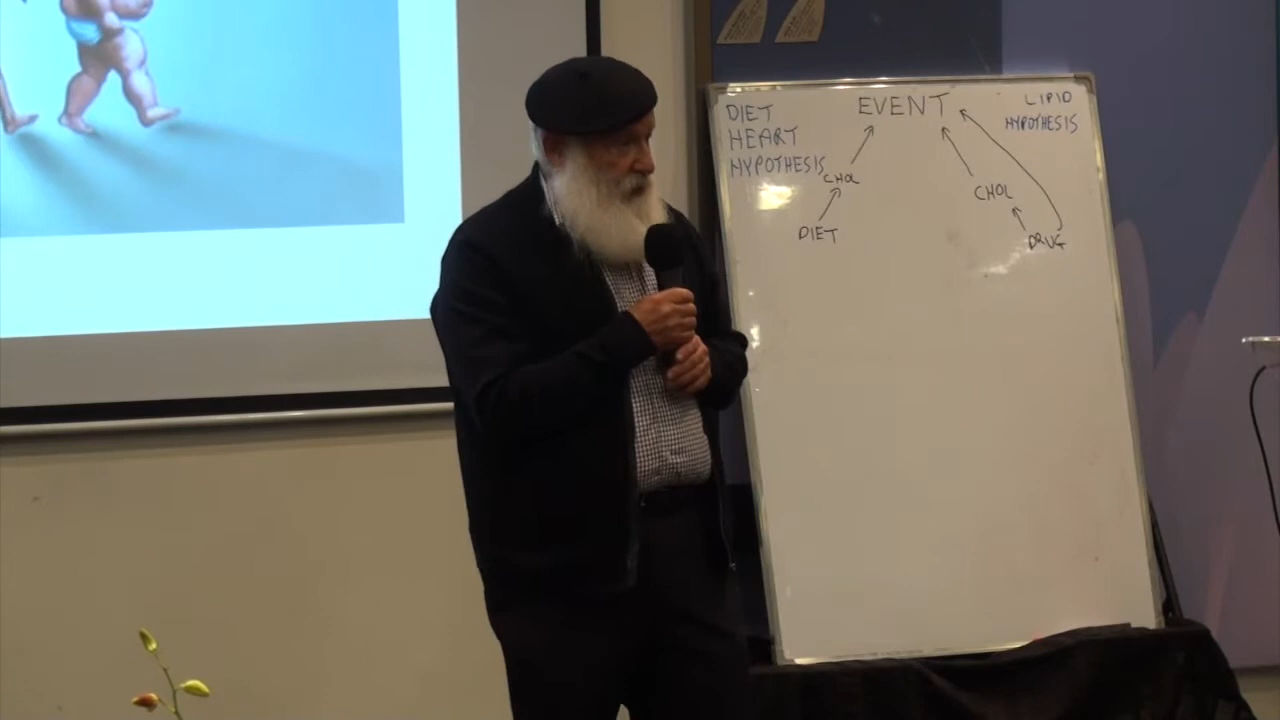 DIET
HEART
HYPOTHESIS
EVENT
LIPID
HYPOTHESIS
CHOL
DIET
CHOL
DRUG